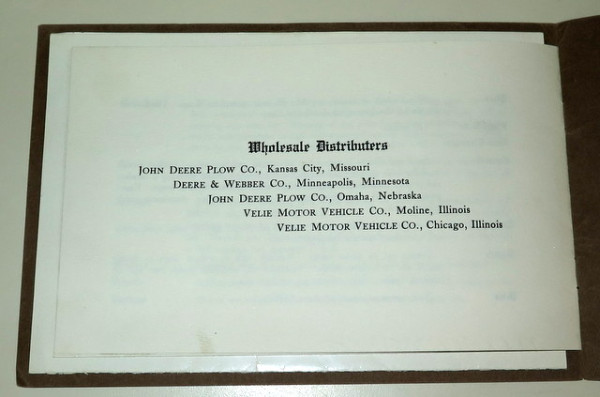 Wholesale Distributers
JOHN DEERE PLOW CO., Kansas City, Missouri
DEERE & WEBBER CO., Minneapolis, Minnesota
JOHN DEERE PLOW CO., Omaha, Nebraska
VELIE MOTOR VEHICLE CO., Moline, Illinois
VELIE MOTOR VEHICLE CO., Chicago, Illinois